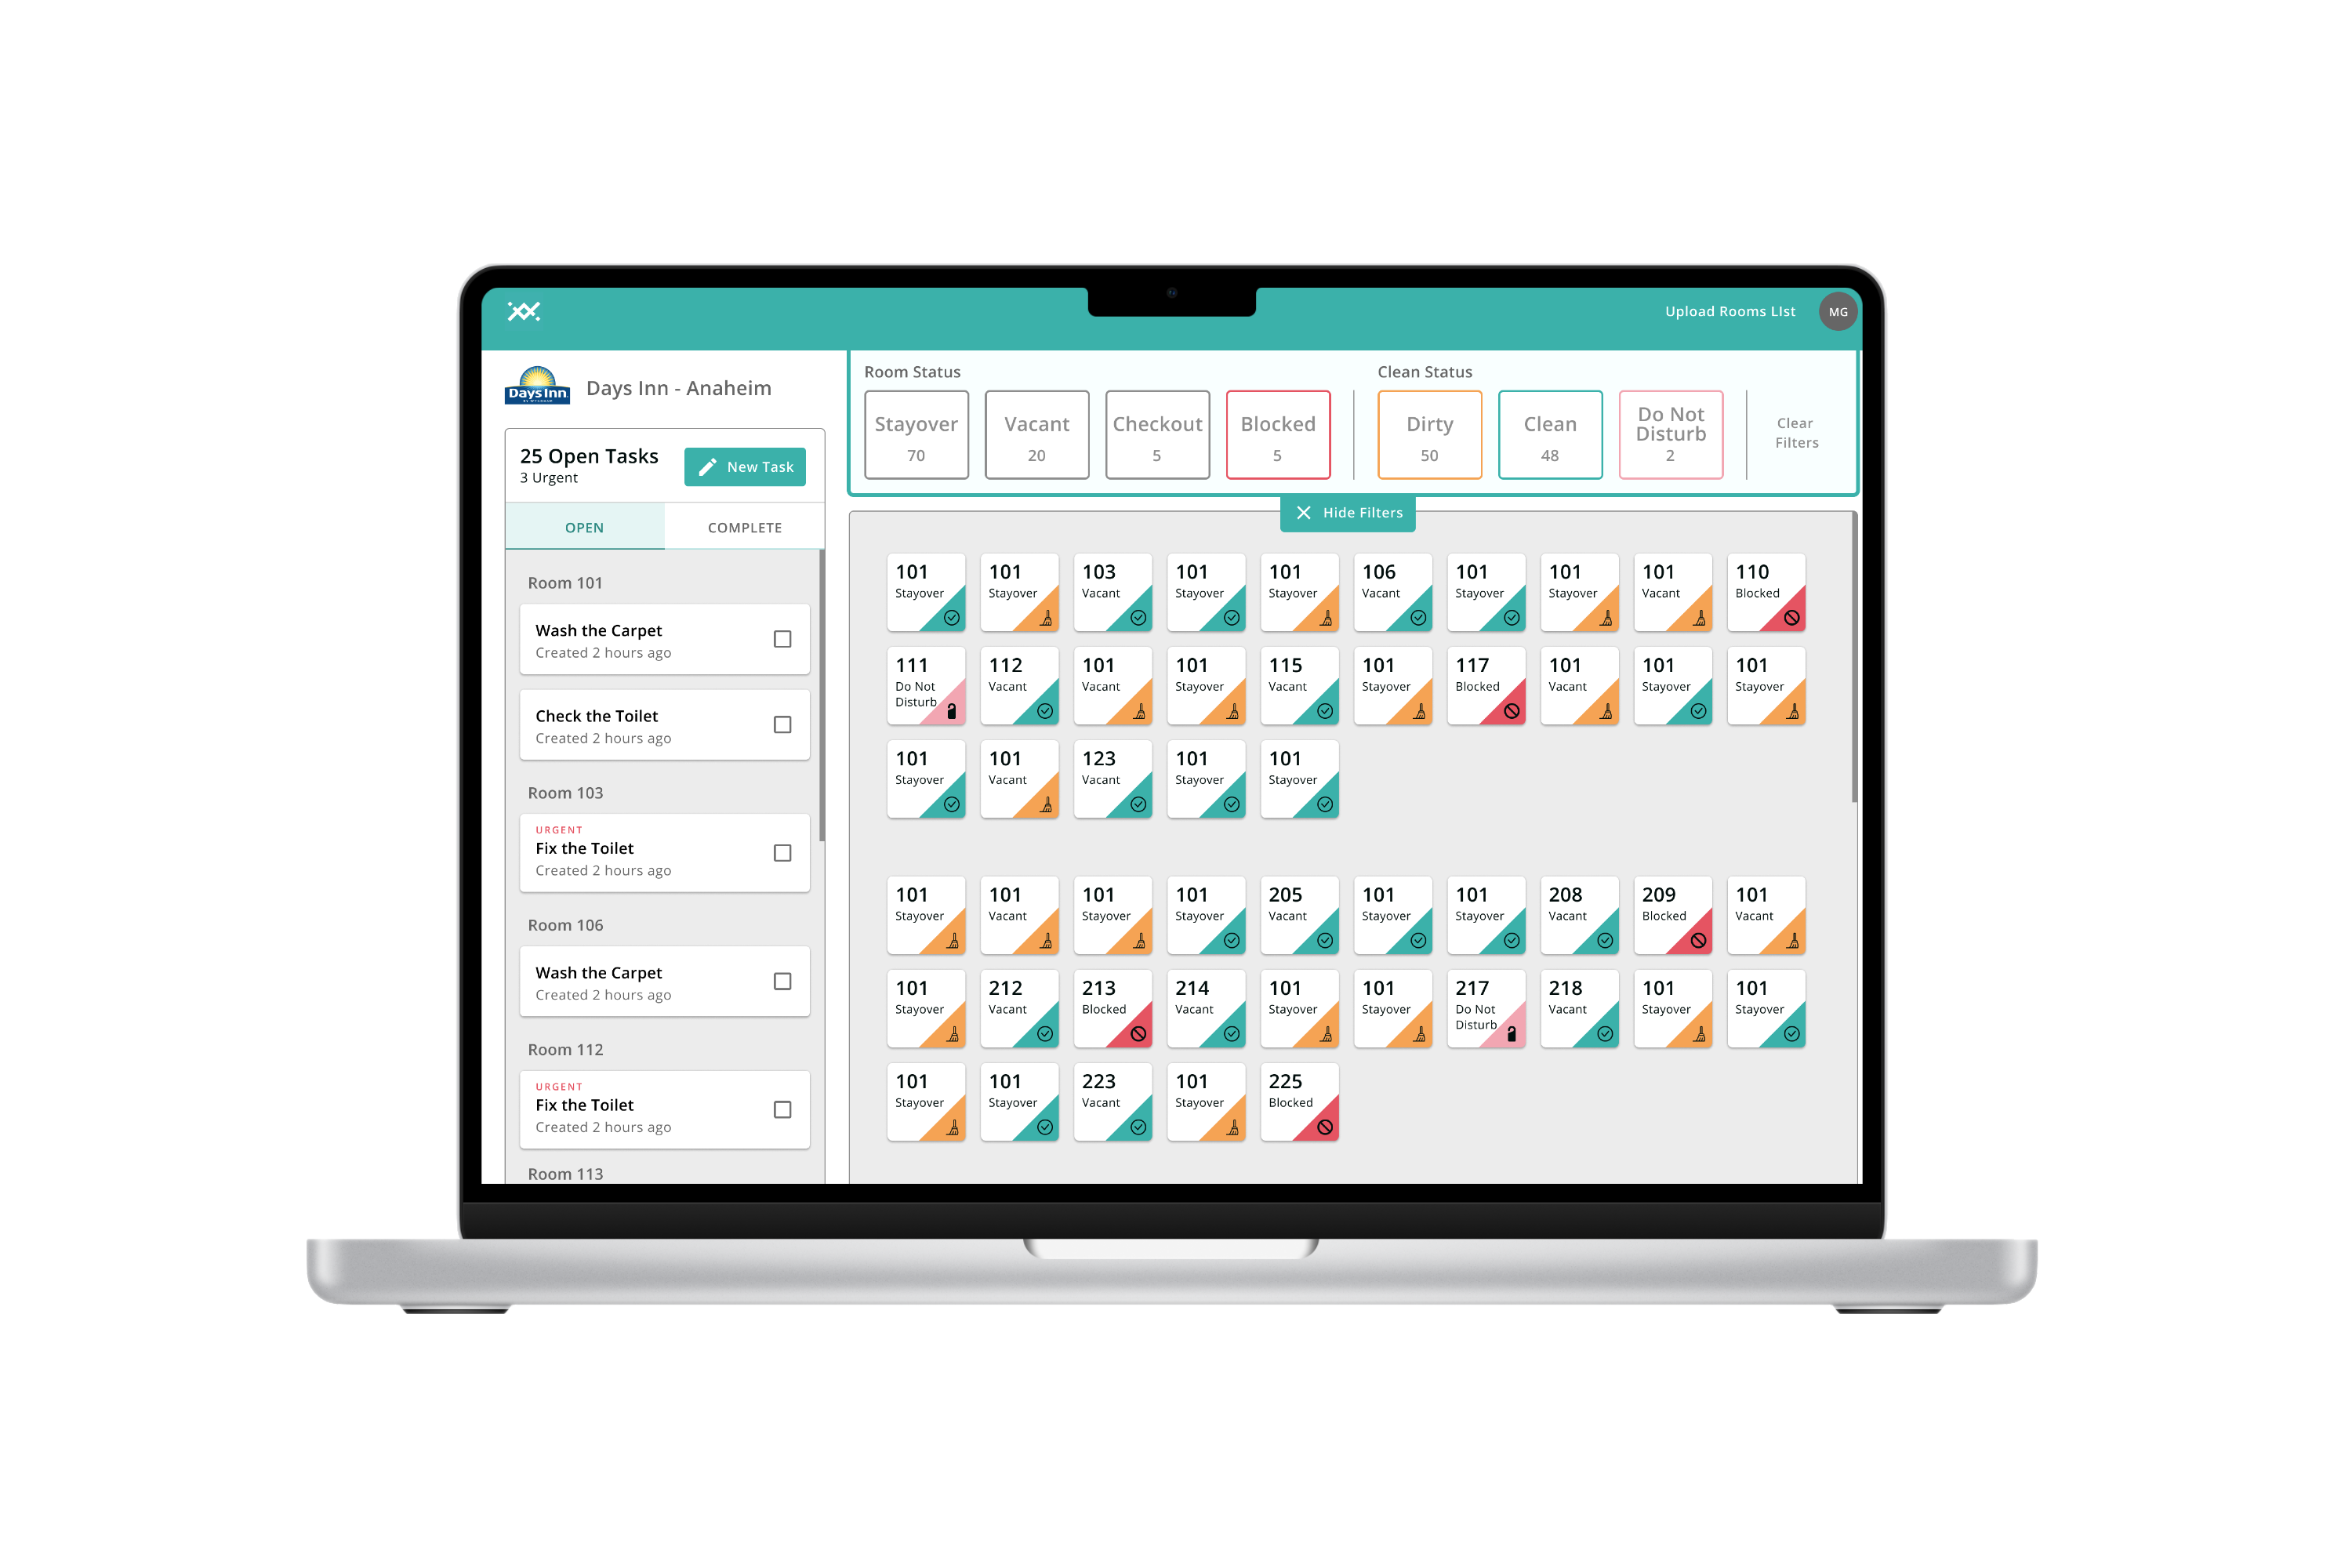 Upload Rooms LIst
MG
Days Inn
BY WYNDHAM
Days Inn - Anaheim
25 Open Tasks
3 Urgent
New Task
OPEN
COMPLETE
Room 101
Wash the Carpet
Created 2 hours ago
Check the Toilet
Created 2 hours ago
Room 103
URGENT
Fix the Toilet
Created 2 hours ago
Room 106
Wash the Carpet
Created 2 hours ago
Room 112
URGENT
Fix the Toilet
Created 2 hours ago
Room 113
Room Status
Stayover
70
Vacant
20
Checkout
5
Blocked
5
Clean Status
Dirty
50
Clean
48
Do Not
Disturb
2
Clear
Filters
Hide Filters
101
Stayover
101
Stayover
103
Vacant
101
Stayover
101
Stayover
106
Vacant
101
Stayover
101
Stayover
101
Vacant
110
Blocked
111
Do Not
Disturb
112
Vacant
101
Vacant
101
Stayover
115
Vacant
101
Stayover
117
Blocked
101
Vacant
101
Stayover
101
Stayover
101
Stayover
101
Vacant
123
Vacant
101
Stayover
101
Stayover
101
Stayover
101
Vacant
101
Stayover
101
Stayover
205
Vacant
101
Stayover
101
Stayover
208
Vacant
209
Blocked
101
Vacant
101
Stayover
212
Vacant
213
Blocked
214
Vacant
101
Stayover
101
Stayover
217
Do Not
Disturb
218
Vacant
101
Stayover
101
Stayover
101
Stayover
101
Stayover
223
Vacant
101
Stayover
225
Blocked